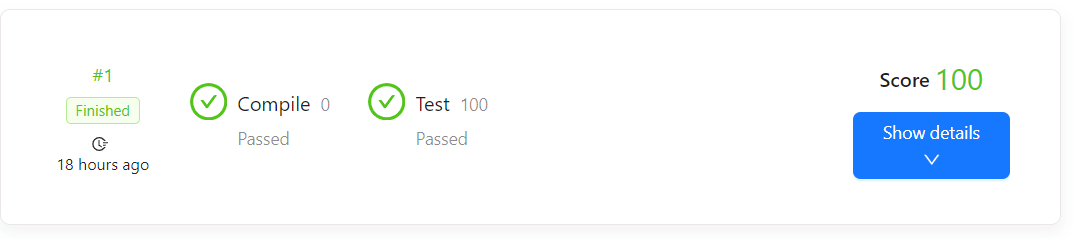 #1
Finished
18 hours ago
Compile 0
Passed
Test 100
Passed
Score 100
Show details